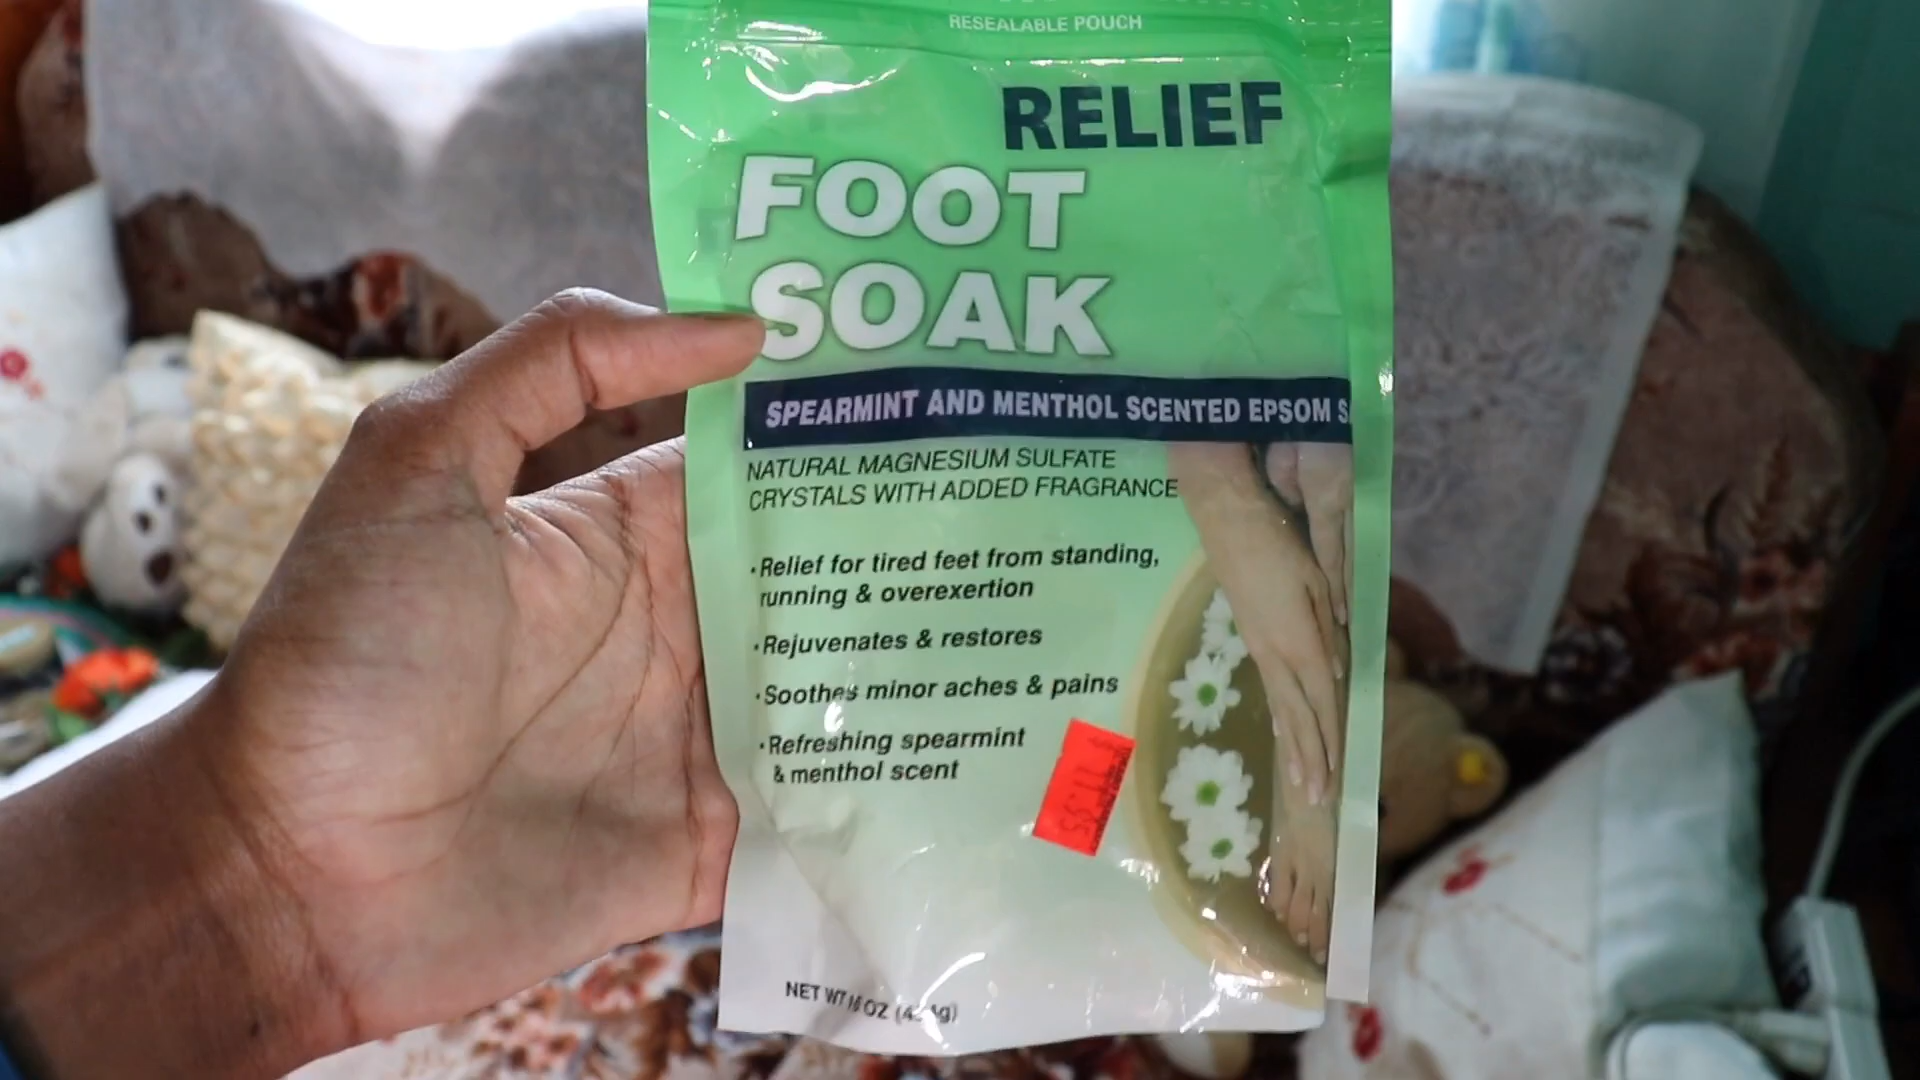 RESEALABLE POUCH
RELIEF
FOOT
SOAK
SPEARMINT AND MENTHOL SCENTED EPSOM
NATURAL MAGNESIUM SULFATE
CRYSTALS WITH ADDED FRAGRANCE
·Relief for tired feet from standing,
running & overexertion
·Rejuvenates & restores
·Soothes minor aches & pains
·Refreshing spearmint
& menthol scent
NET WT 16 OZ